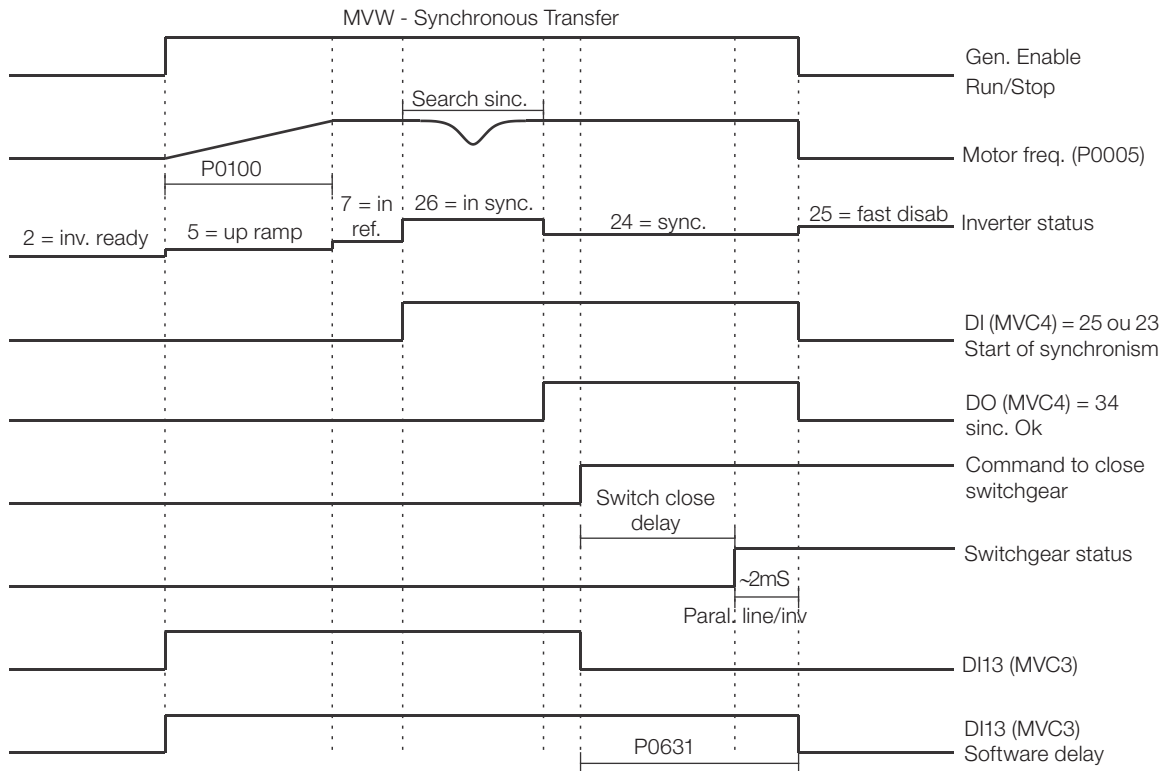 MVW - Synchronous Transfer
Gen. Enable
Run/Stop
Search sinc.
Motor freq. (P0005)
P0100
2 = inv. ready
5 = up ramp
7 = in
ref.
26 = in sync.
24 = sync.
25 = fast disab
Inverter status
DI (MVC4) = 25 ou 23
Start of synchronism
DO (MVC4) = 34
sinc. Ok
Command to close
switchgear
Switch close
delay
Switchgear status
~2mS
Paral. line/inv
DI13 (MVC3)
DI13 (MVC3)
Software delay
P0631